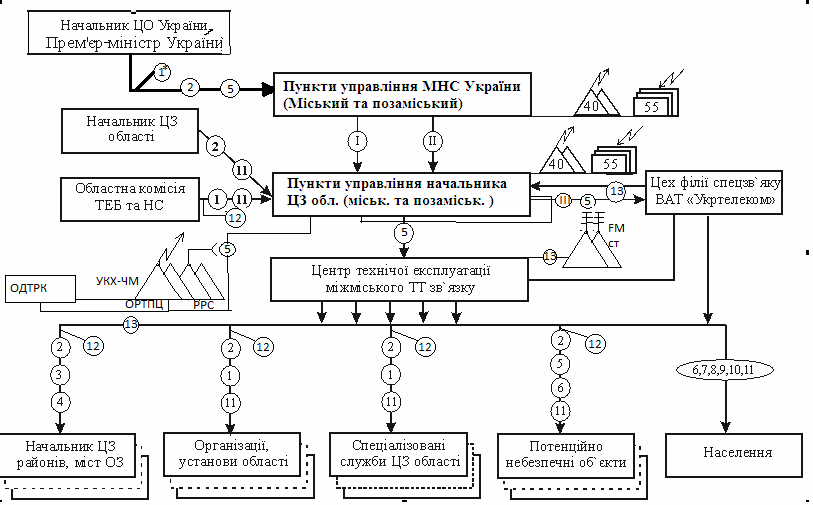 Начальник ЦО України,
Прем'єр-міністр України
1*
2
5
Пункти управління МНС України
(Міський та позаміський)
40
55
Начальник ЦЗ
області
2
11
I
II
40
55
Обласна комісія
ТЕБ та НС
1
11
12
Пункти управління начальника
ЦЗ обл. (міськ. та позаміськ. )
13
III
5
Цех філії спецзв`яку
ВАТ «Укртелеком»
5
5
FM
ст
13
УКХ-ЧМ
ОДТРК
ОРТПЦ
РРС
Центр технічої експлуатації
міжміського ТТ зв`язку
13
2
12
3
4
2
12
1
11
2
12
1
11
2
12
5
6
11
6,7,8,9,10,11
Начальник ЦЗ
районів, міст ОЗ
Організації,
установи області
Спеціалізовані
служби ЦЗ області
Потенційно
небезпечні об`єкти
Населення